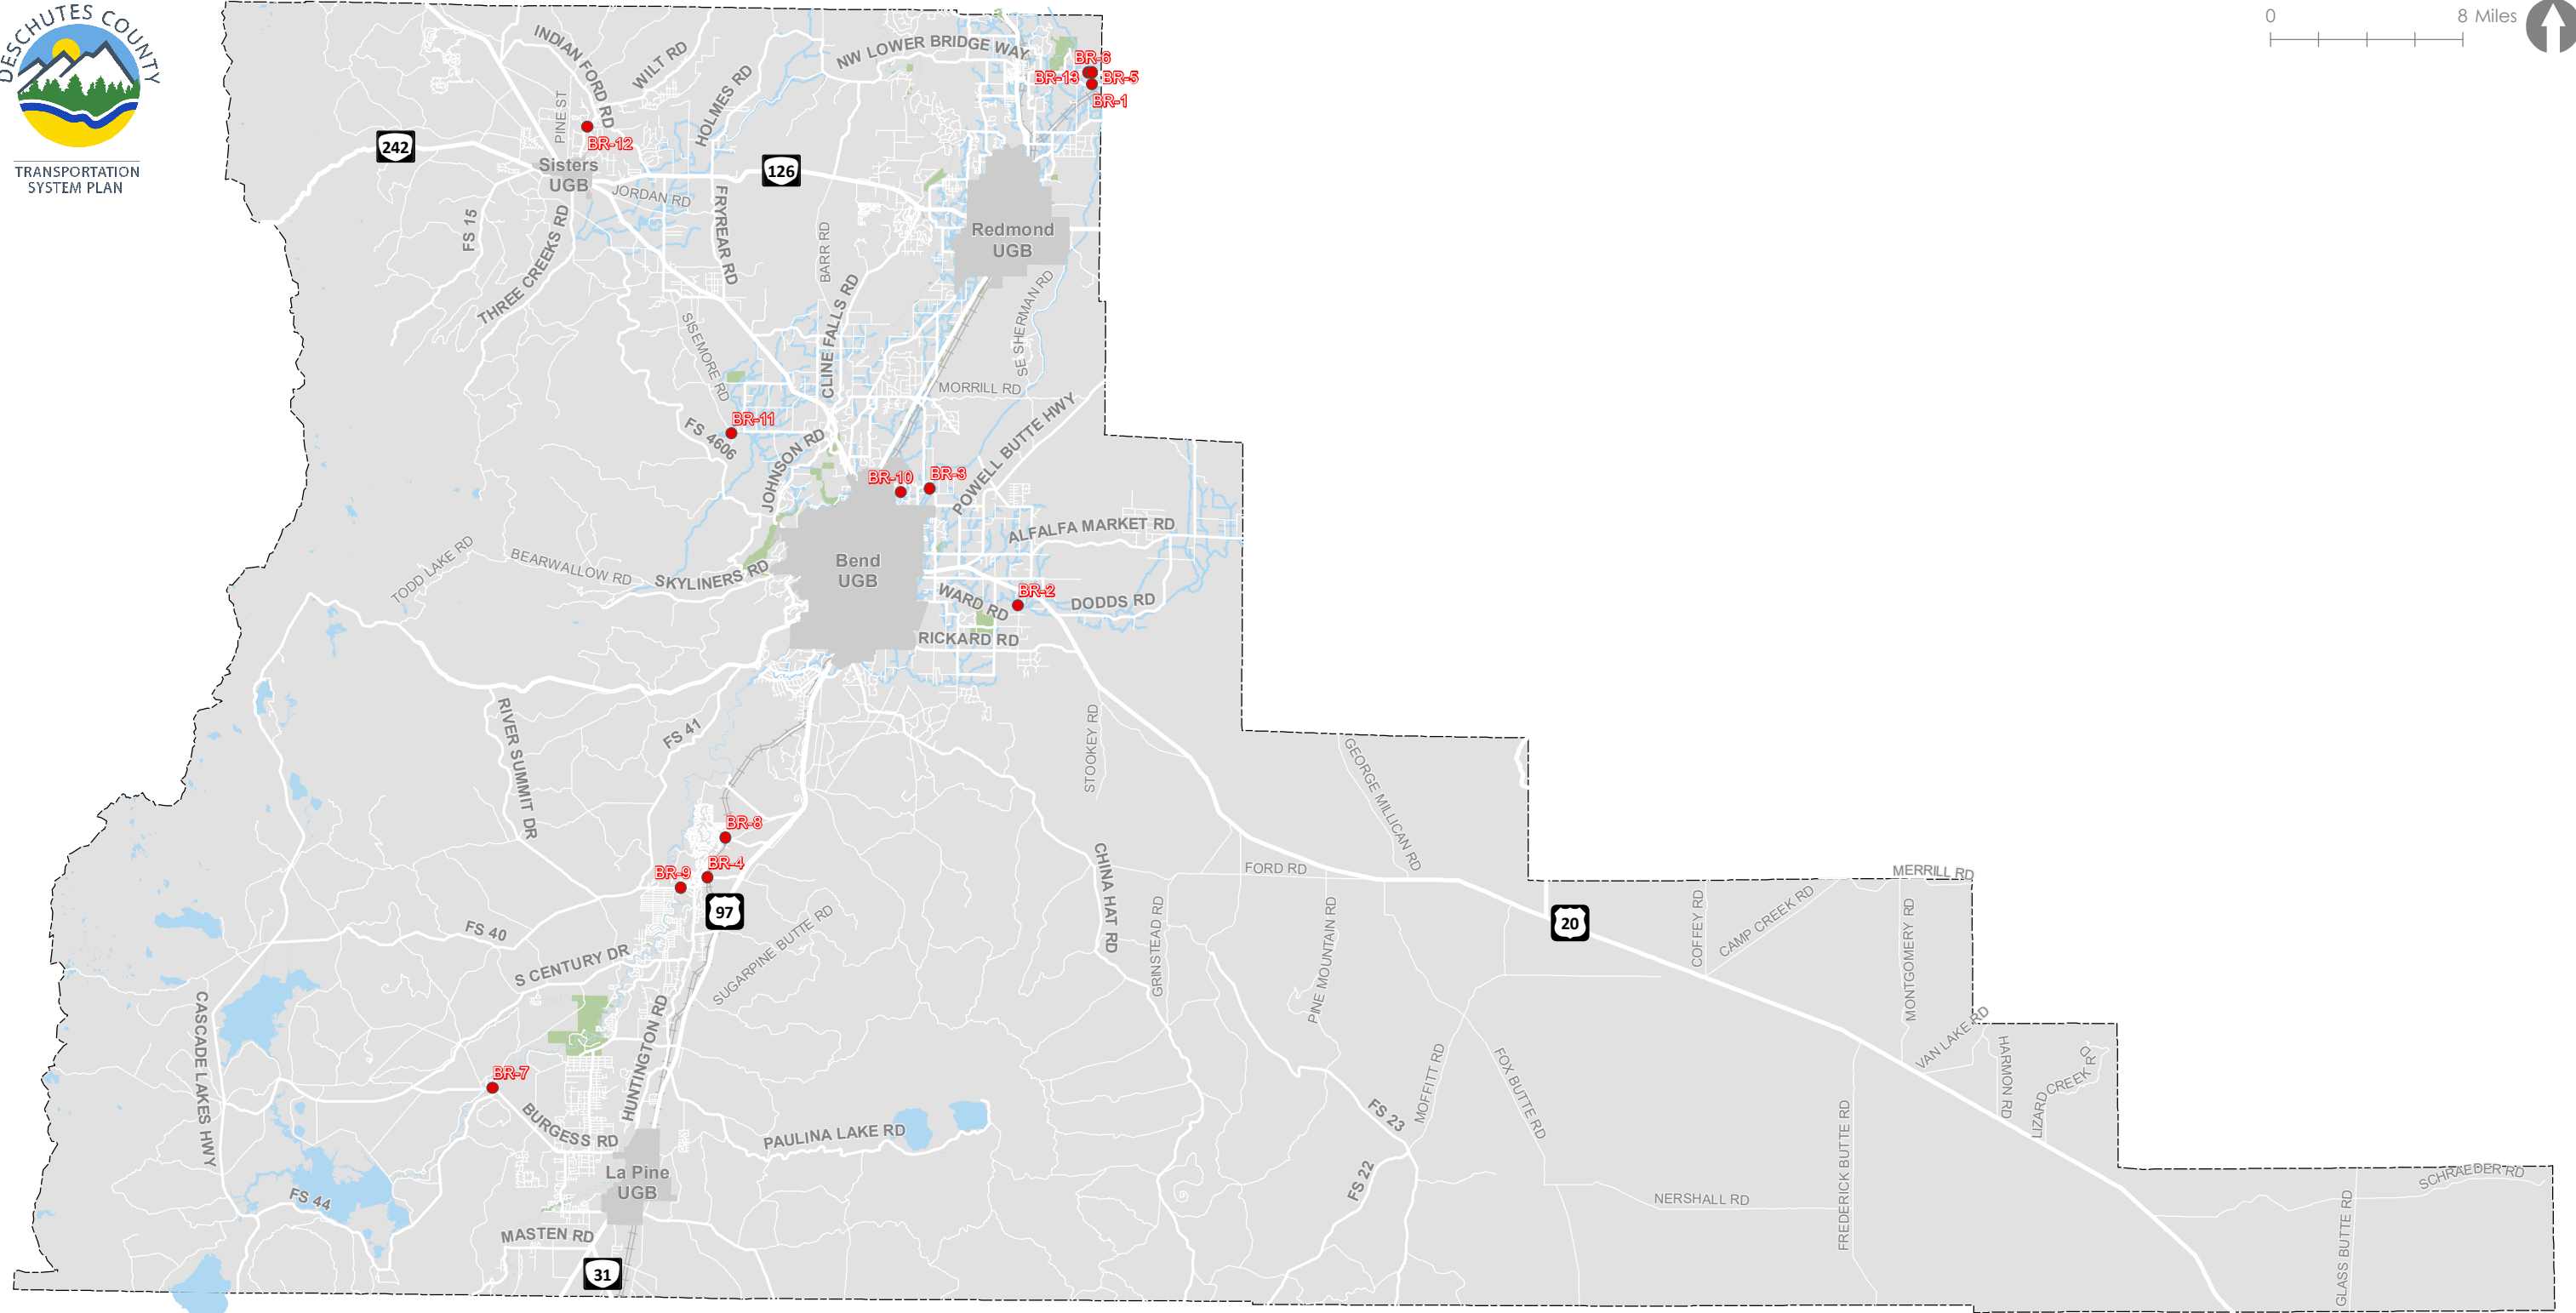 DESCHUTES COUNTY
TRANSPORTATION
SYSTEM PLAN
0 8 Miles
INDIAN FORD RD
WILT RD
HOLMES RD
NW LOWER BRIDGE WAY
BR-6
BR-13
BR-5
BR-1
PINE ST
BR-12
242
126
Sisters
UGB
JORDAN RD
FRYREAR RD
FS 15
THREE CREEKS RD
BARR RD
Redmond
UGB
SE SHERMAN RD
SISEMORE RD
CLINE FALLS RD
MORRILL RD
POWELL BUTTE HWY
BR-11
FS 4606
JOHNSON RD
BR-10
BR-3
ALFALFA MARKET RD
TODD LAKE RD
BEARWALLOW RD
SKYLINERS RD
Bend
UGB
BR-2
WARD RD
DODDS RD
RICKARD RD
RIVER SUMMIT DR
FS 41
STOOKEY RD
GEORGE MILLICAN RD
BR-8
BR-4
BR-9
97
CHINA HAT RD
FORD RD
MERRILL RD
20
FS 40
S CENTURY DR
SUGARPINE BUTTE RD
GRINSTEAD RD
PINE MOUNTAIN RD
COFFEY RD
CAMP CREEK RD
MONTGOMERY RD
CASCADE LAKES HWY
HUNTINGTON RD
VAN LAKE RD
HARMON RD
LIZARD CREEK RD
BR-7
BURGESS RD
PAULINA LAKE RD
FS 23
MOFFITT RD
FOX BUTTE RD
FREDERICK BUTTE RD
La Pine
UGB
FS 44
FS 22
NERSHALL RD
SCHRAEDER RD
GLASS BUTTE RD
MASTEN RD
31